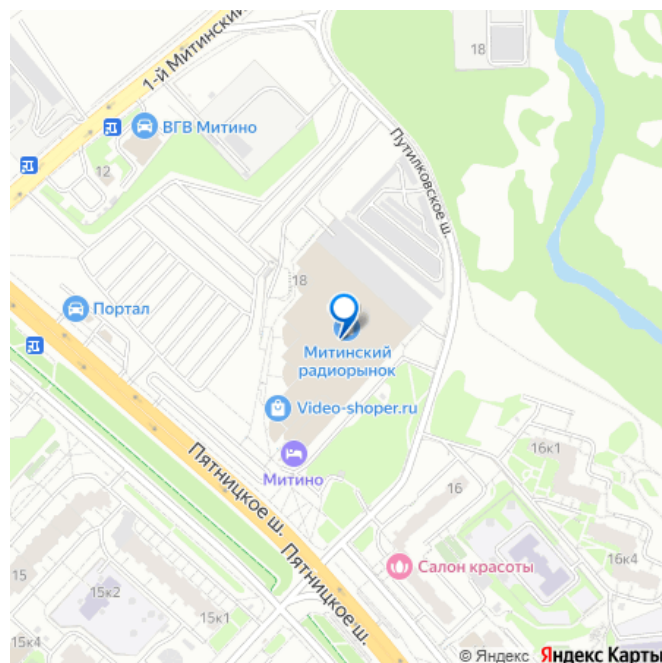 18
1-й Митинский
ВГВ Митино
12
Путилковское ш.
18
Портал
Митинский
радиорынок
Video-shoper.ru
Митино
Пятницкое ш.
Пятницкое ш.
16
16к1
16к4
Салон красоты
15
15к2
15к1
15к4
© Яндекс Яндекс Карты